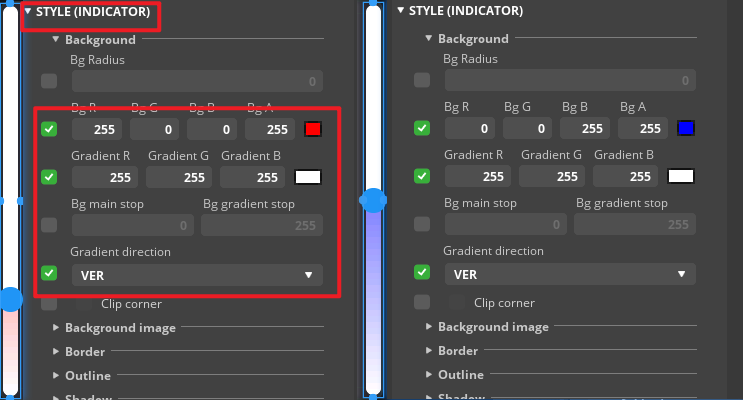 STYLE (INDICATOR)
Background
Bg Radius
0
Bg R Bg G Bg B Bg A
255 0 0 255
Gradient R Gradient G Gradient B
255 255 255
Bg main stop Bg gradient stop
0 255
Gradient direction
VER
Clip corner
Background image
Border
Outline
Shadow
STYLE (INDICATOR)
Background
Bg Radius
0
Bg R Bg G Bg B Bg A
0 0 255 255
Gradient R Gradient G Gradient B
255 255 255
Bg main stop Bg gradient stop
0 255
Gradient direction
VER
Clip corner
Background image
Border
Outline
Shadow